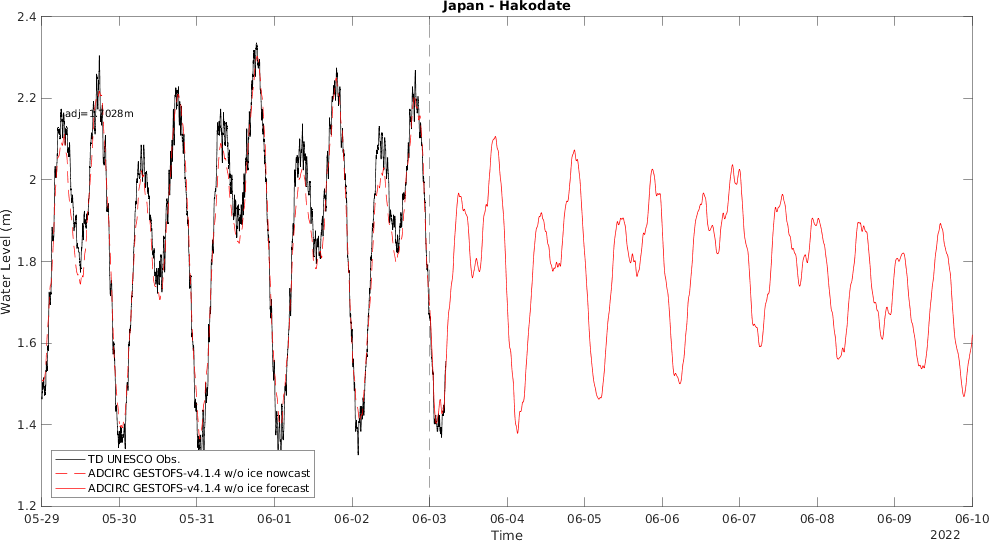 Japan - Hakodate
2.4
2.2
2
1.8
1.6
1.4
1.2
Water Level (m)
adj=1.7028m
TD UNESCO Obs.
ADCIRC GESTOFS-v4.1.4 w/o ice nowcast
ADCIRC GESTOFS-v4.1.4 w/o ice forecast
05-29 05-30 05-31 06-01 06-02 06-03 06-04 06-05 06-06 06-07 06-08 06-09 06-10
Time
2022